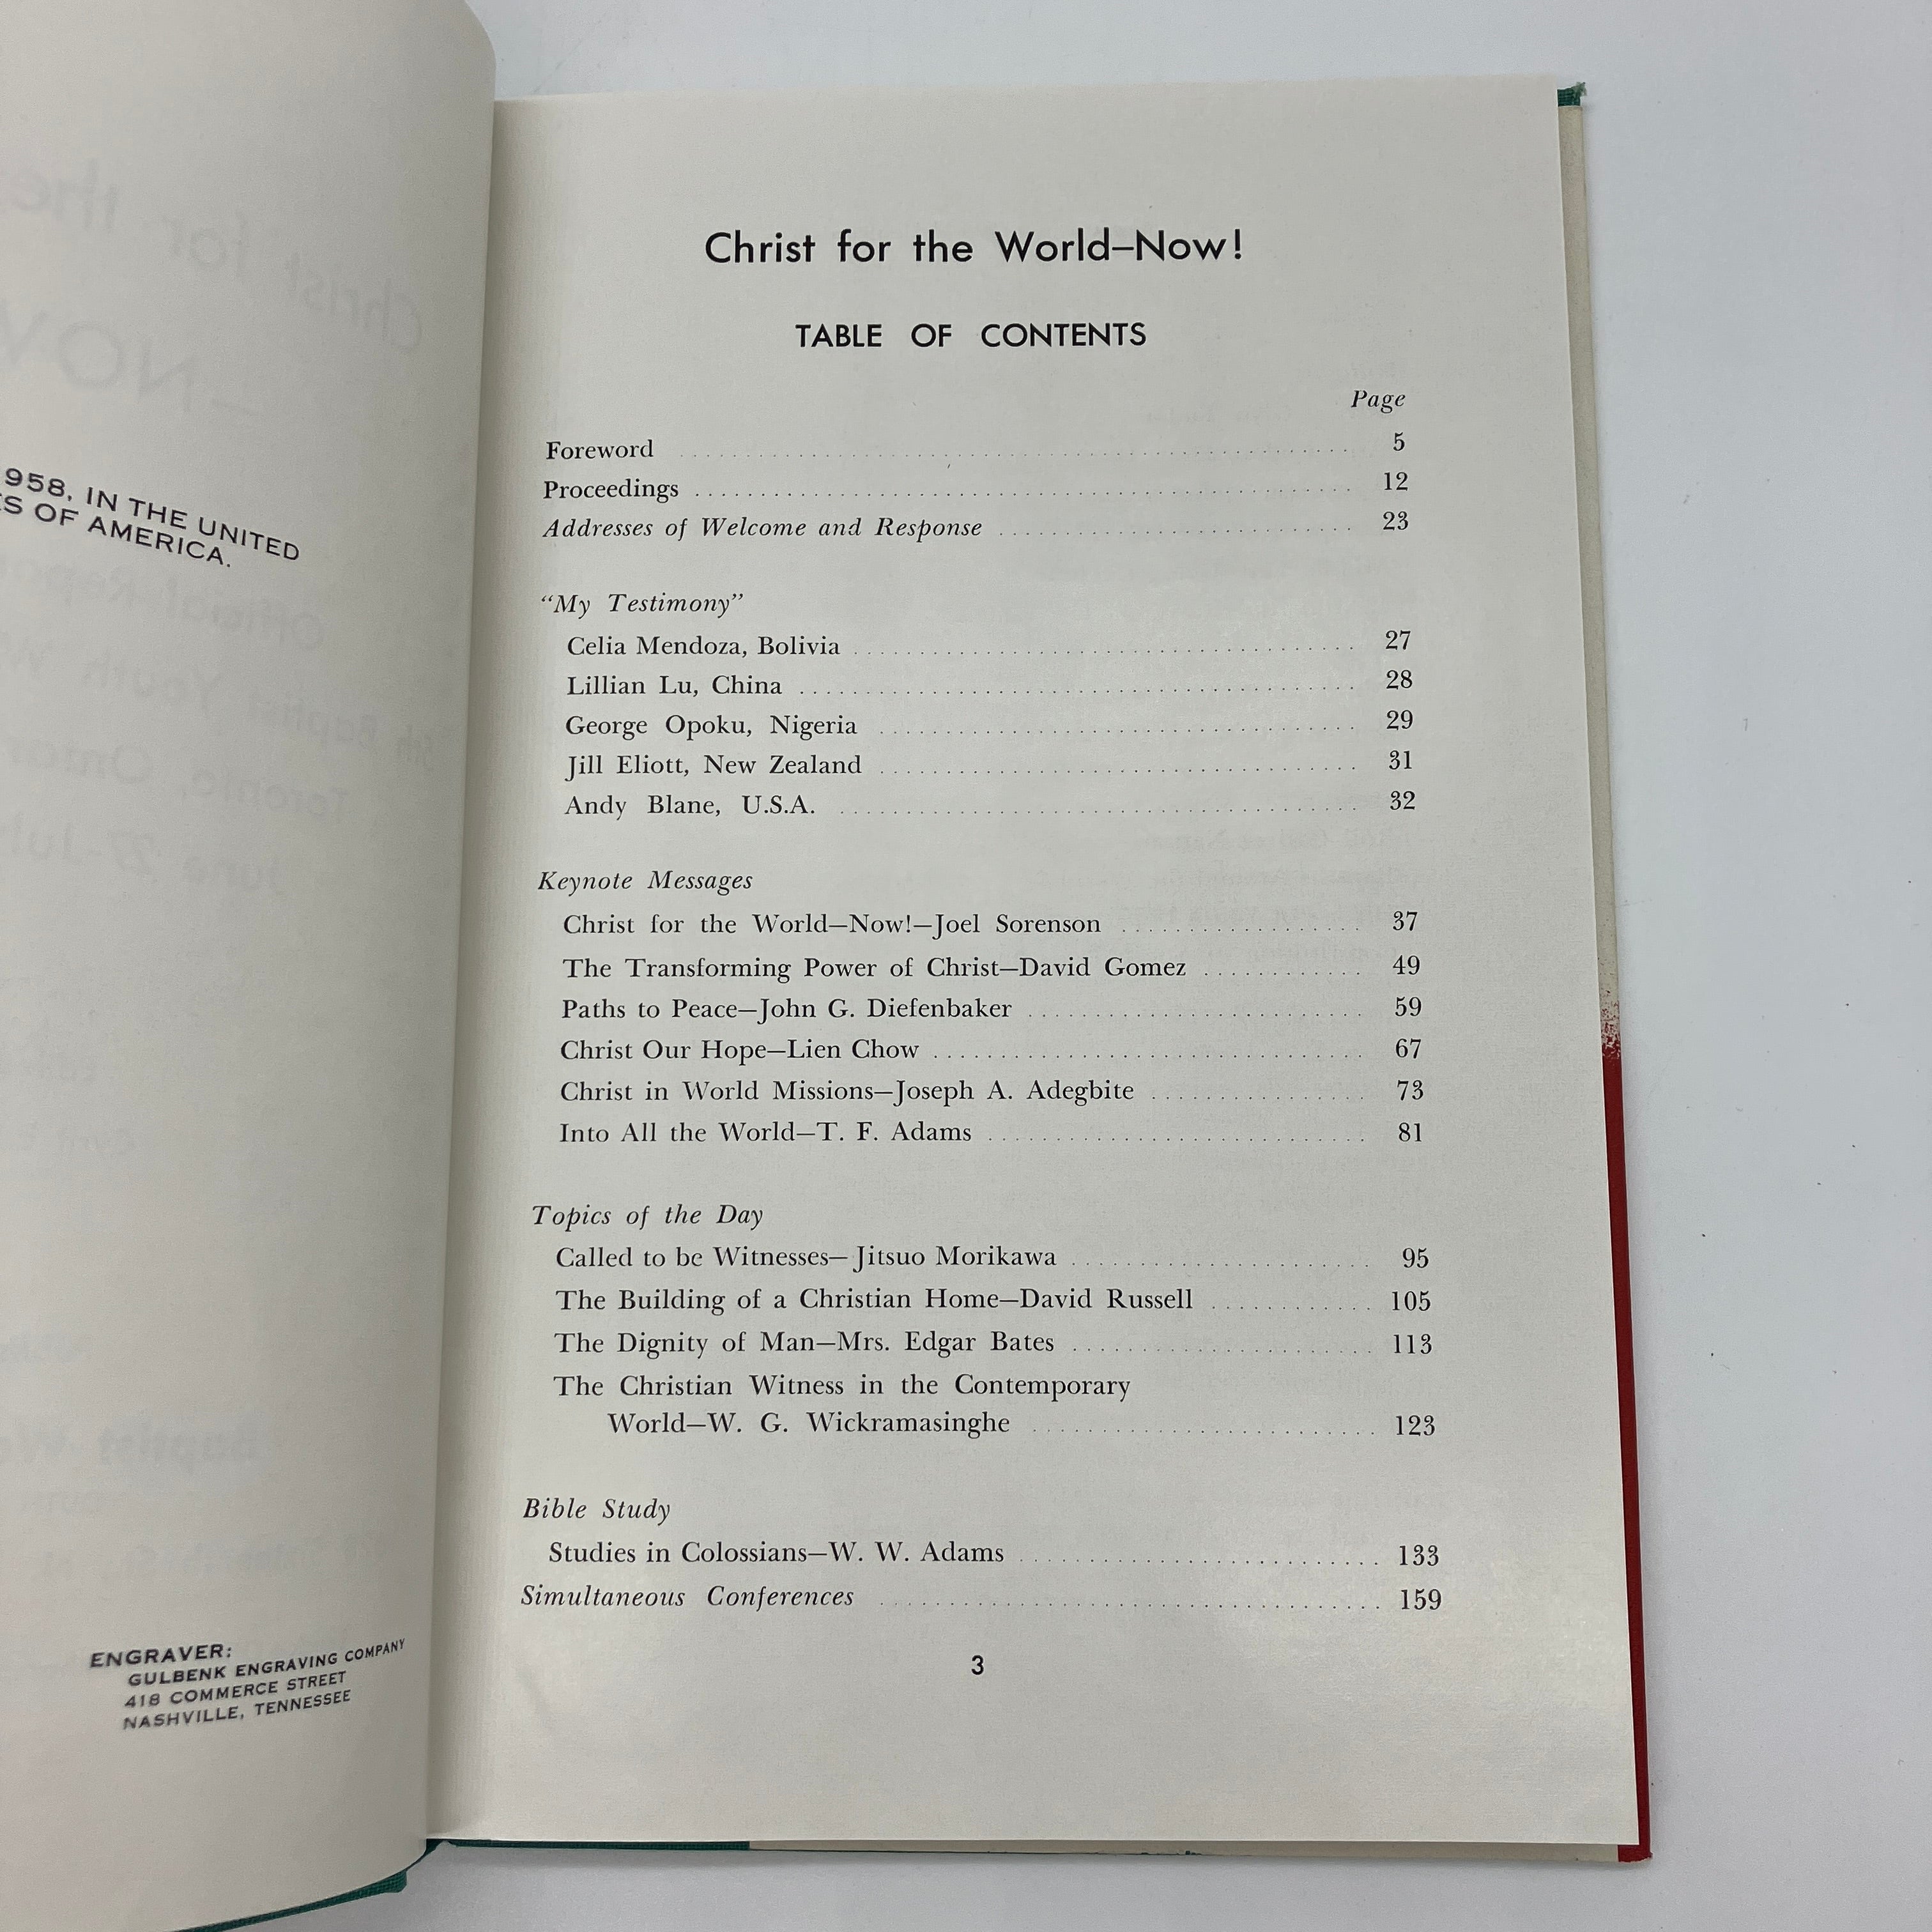 958, IN THE UNITED
ES OF AMERICA.
ENGRAVER:
GULBENK ENGRAVING COMPANY
418 COMMERCE STREET
NASHVILLE, TENNESSEE
Christ for the World—Now!
TABLE OF CONTENTS
Page
Foreword 5
Proceedings 12
Addresses of Welcome and Response 23
“My Testimony”
Celia Mendoza, Bolivia 27
Lillian Lu, China 28
George Opoku, Nigeria 29
Jill Eliott, New Zealand 31
Andy Blane, U.S.A. 32
Keynote Messages
Christ for the World—Now!—Joel Sorenson 37
The Transforming Power of Christ—David Gomez 49
Paths to Peace—John G. Diefenbaker 59
Christ Our Hope—Lien Chow 67
Christ in World Missions—Joseph A. Adegbite 73
Into All the World—T. F. Adams 81
Topics of the Day
Called to be Witnesses—Jitsuo Morikawa 95
The Building of a Christian Home—David Russell 105
The Dignity of Man—Mrs. Edgar Bates 113
The Christian Witness in the Contemporary
World—W. G. Wickramasinghe 123
Bible Study
Studies in Colossians—W. W. Adams 133
Simultaneous Conferences 159
3